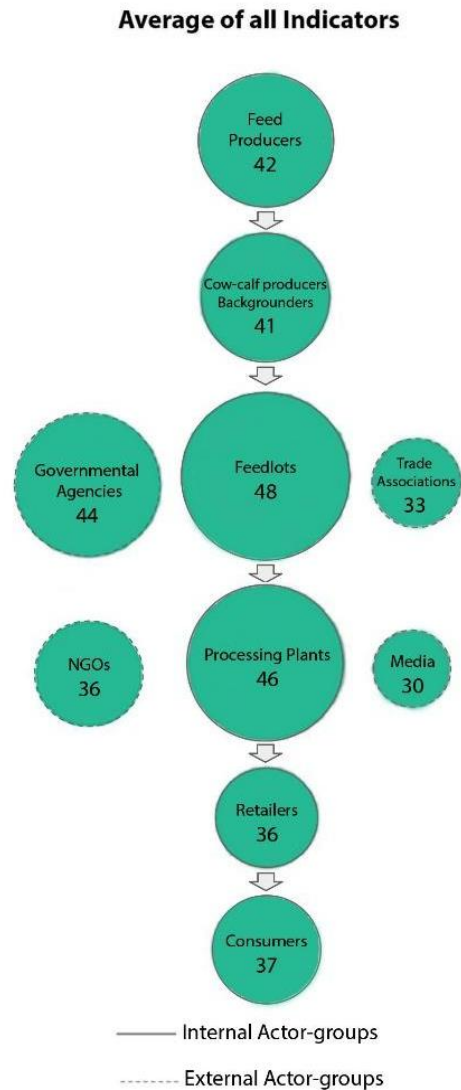 Average of all Indicators
Feed
Producers
42
Cow-calf producers
Backgrounders
41
Governmental
Agencies
44
Feedlots
48
Trade
Associations
33
NGOs
36
Processing Plants
46
Media
30
Retailers
36
Consumers
37
Internal Actor-groups
External Actor-groups